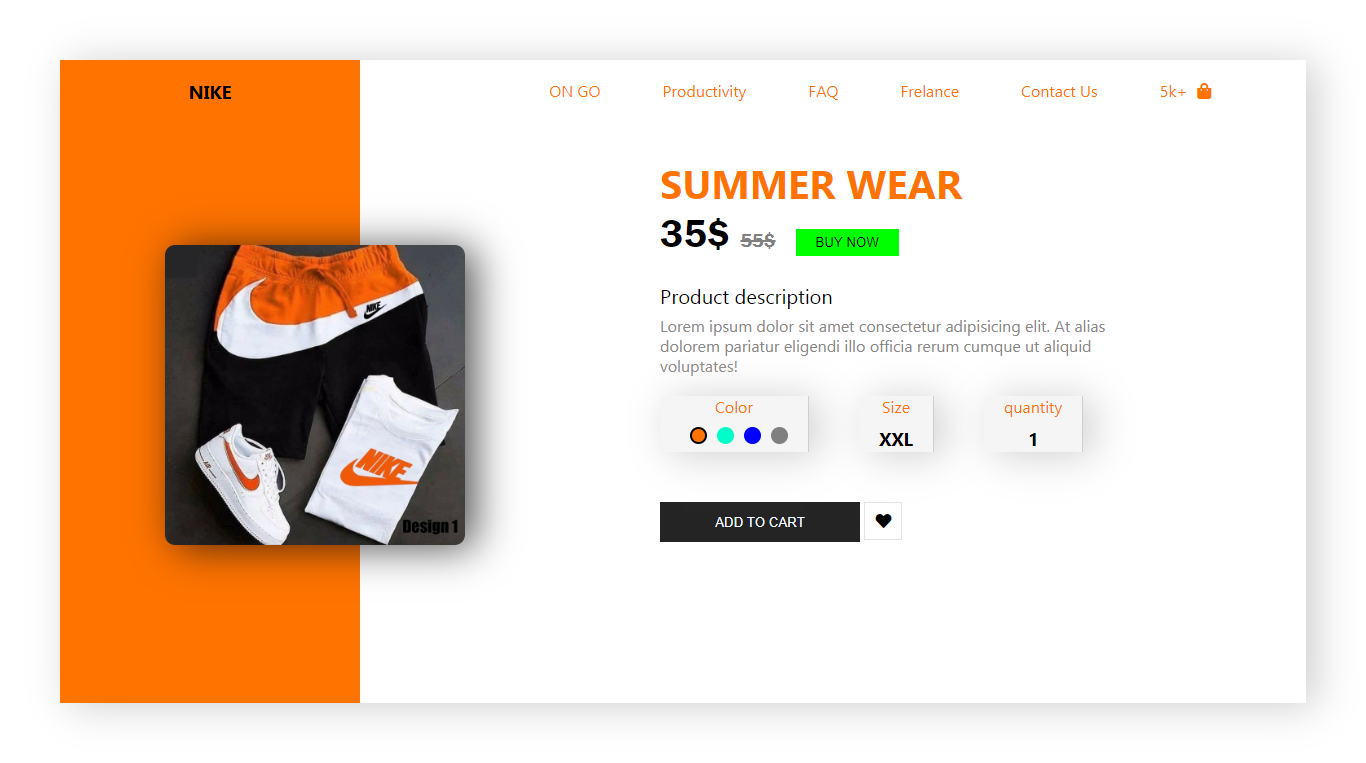 NIKE
ON GO Productivity FAQ Frelance Contact Us 5k+
SUMMER WEAR
35$ 55$ BUY NOW
Product description
Lorem ipsum dolor sit amet consectetur adipisicing elit. At alias
dolorem pariatur eligendi illo officia rerum cumque ut aliquid
voluptates!
Color Size quantity
XXL 1
ADD TO CART
NIKE
NIKE
AIR
Design 1